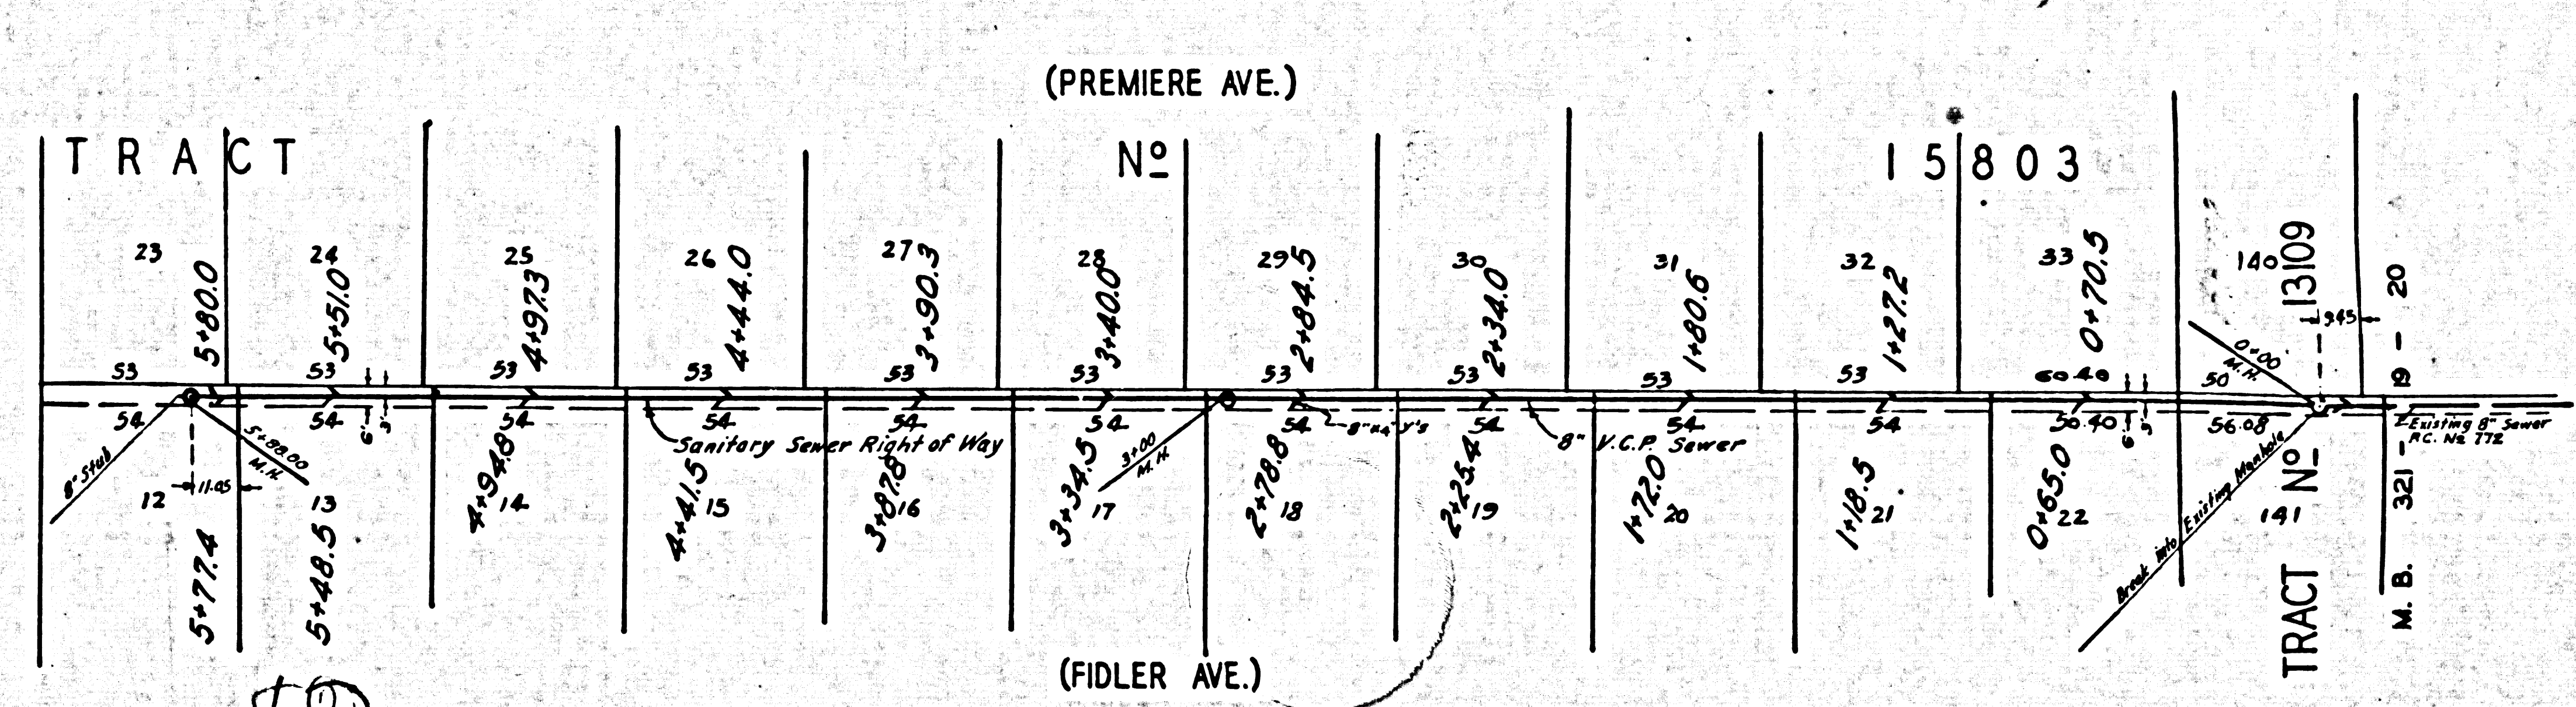 (PREMIERE AVE.)
TRACT Nº 15803
23 24 25 26 27 28 29 30 31 32 33 140
5+80.0 5+51.0 4+97.3 4+44.0 3+90.3 3+40.0 2+84.5 2+34.0 1+80.6 1+27.2 0+70.5
9.45
0+00
M.H.
53 53 53 53 53 53 53 53 53 53 60.40 50
54 54 54 54 54 54 54 54 54 54 50.40 56.08
6' 3' 6' 3'
8" Stub
5+88.00
M.H.
11.05
Sanitary Sewer Right of Way
3+00
M.H.
8"x4" Y's
8" V.C.P. Sewer
Existing 8" Sewer
P.C. Nº 772
Break into Existing Manhole
12 13 14 15 16 17 18 19 20 21 22 141
5+77.4 5+48.5 4+94.8 4+41.5 3+87.8 3+34.5 2+78.8 2+25.4 1+72.0 1+18.5 0+65.0
TRACT Nº 13109
M. B. 321 - 19 - 20
(FIDLER AVE.)